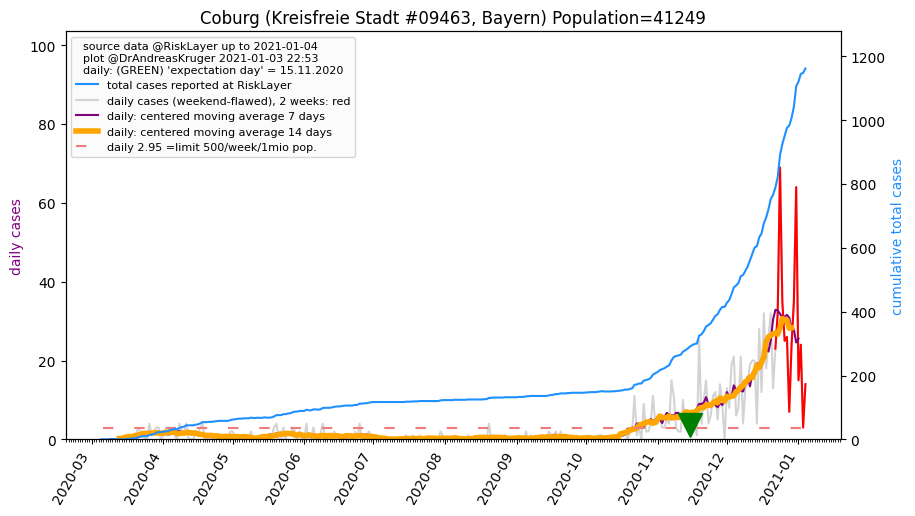 Coburg (Kreisfreie Stadt #09463, Bayern) Population=41249
source data @RiskLayer up to 2021-01-04
plot @DrAndreasKruger 2021-01-03 22:53
daily: (GREEN) 'expectation day' = 15.11.2020
total cases reported at RiskLayer
daily cases (weekend-flawed), 2 weeks: red
daily: centered moving average 7 days
daily: centered moving average 14 days
daily 2.95 =limit 500/week/1mio pop.
daily cases
100
80
60
40
20
0
cumulative total cases
1200
1000
800
600
400
200
0
2020-03
2020-04
2020-05
2020-06
2020-07
2020-08
2020-09
2020-10
2020-11
2020-12
2021-01